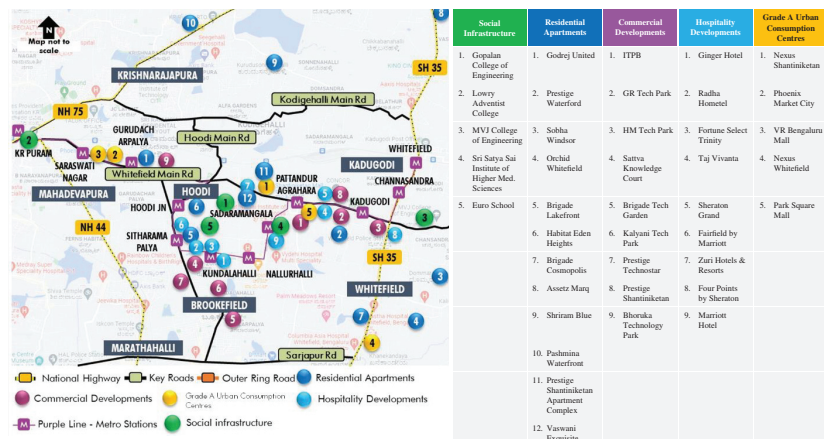 N
Map not to
scale
KRISHNARAJAPURA
SH 35
Kodigehalli Main Rd
NH 75
GURUDACH
ARPALYA
Hoodi Main Rd
WHITEFIELD
KR PURAM
SARASWATI
NAGAR
Whitefield Main Rd
KADUGODI
MAHADEVAPURA
HOODI
PATTANDUR
AGRAHARA
CHANNASANDRA
HOODI JN
SADARAMANGALA
KADUGODI
NH 44
SITHARAMA
PALYA
KUNDALAHALLI
NALLURHALLI
SH 35
WHITEFIELD
BROOKEFIELD
MARATHAHALLI
Sarjapur Rd
National Highway
Key Roads
Outer Ring Road
Residential Apartments
Commercial Developments
Grade A Urban Consumption
Centres
Hospitality Developments
Purple Line - Metro Stations
Social infrastructure
Social
Infrastructure
1. Gopalan
College of
Engineering
2. Lowry
Adventist
College
3. MVJ College
of Engineering
4. Sri Satya Sai
Institute of
Higher Med.
Sciences
5. Euro School
Residential
Apartments
1. Godrej United
2. Prestige
Waterford
3. Sobha
Windsor
4. Orchid
Whitefield
5. Brigade
Lakefront
6. Habitat Eden
Heights
7. Brigade
Cosmopolis
8. Assetz Marq
9. Shriram Blue
10. Pashmina
Waterfront
11. Prestige
Shantiniketan
Apartment
Complex
12. Vaswani
Exquisite
Commercial
Developments
1. ITPB
2. GR Tech Park
3. HM Tech Park
4. Sattva
Knowledge
Court
5. Brigade Tech
Garden
6. Kalyani Tech
Park
7. Prestige
Technostar
8. Prestige
Shantiniketan
9. Bhoruka
Technology
Park
Hospitality
Developments
1. Ginger Hotel
2. Radha
Hometel
3. Fortune Select
Trinity
4. Taj Vivanta
5. Sheraton
Grand
6. Fairfield by
Marriott
7. Zuri Hotels &
Resorts
8. Four Points
by Sheraton
9. Marriott
Hotel
Grade A Urban
Consumption
Centres
1. Nexus
Shantiniketan
2. Phoenix
Market City
3. VR Bengaluru
Mall
4. Nexus
Whitefield
5. Park Square
Mall